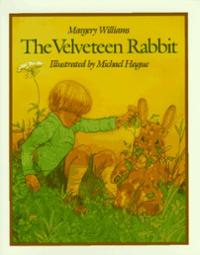 Margery Williams
The Velveteen Rabbit
Illustrated by Michael Hague